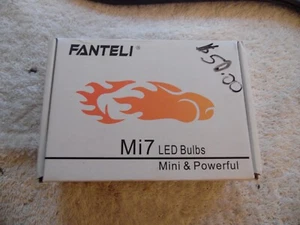 FANTELI®
$50.00
Mi7 LED Bulbs
Mini & Powerful